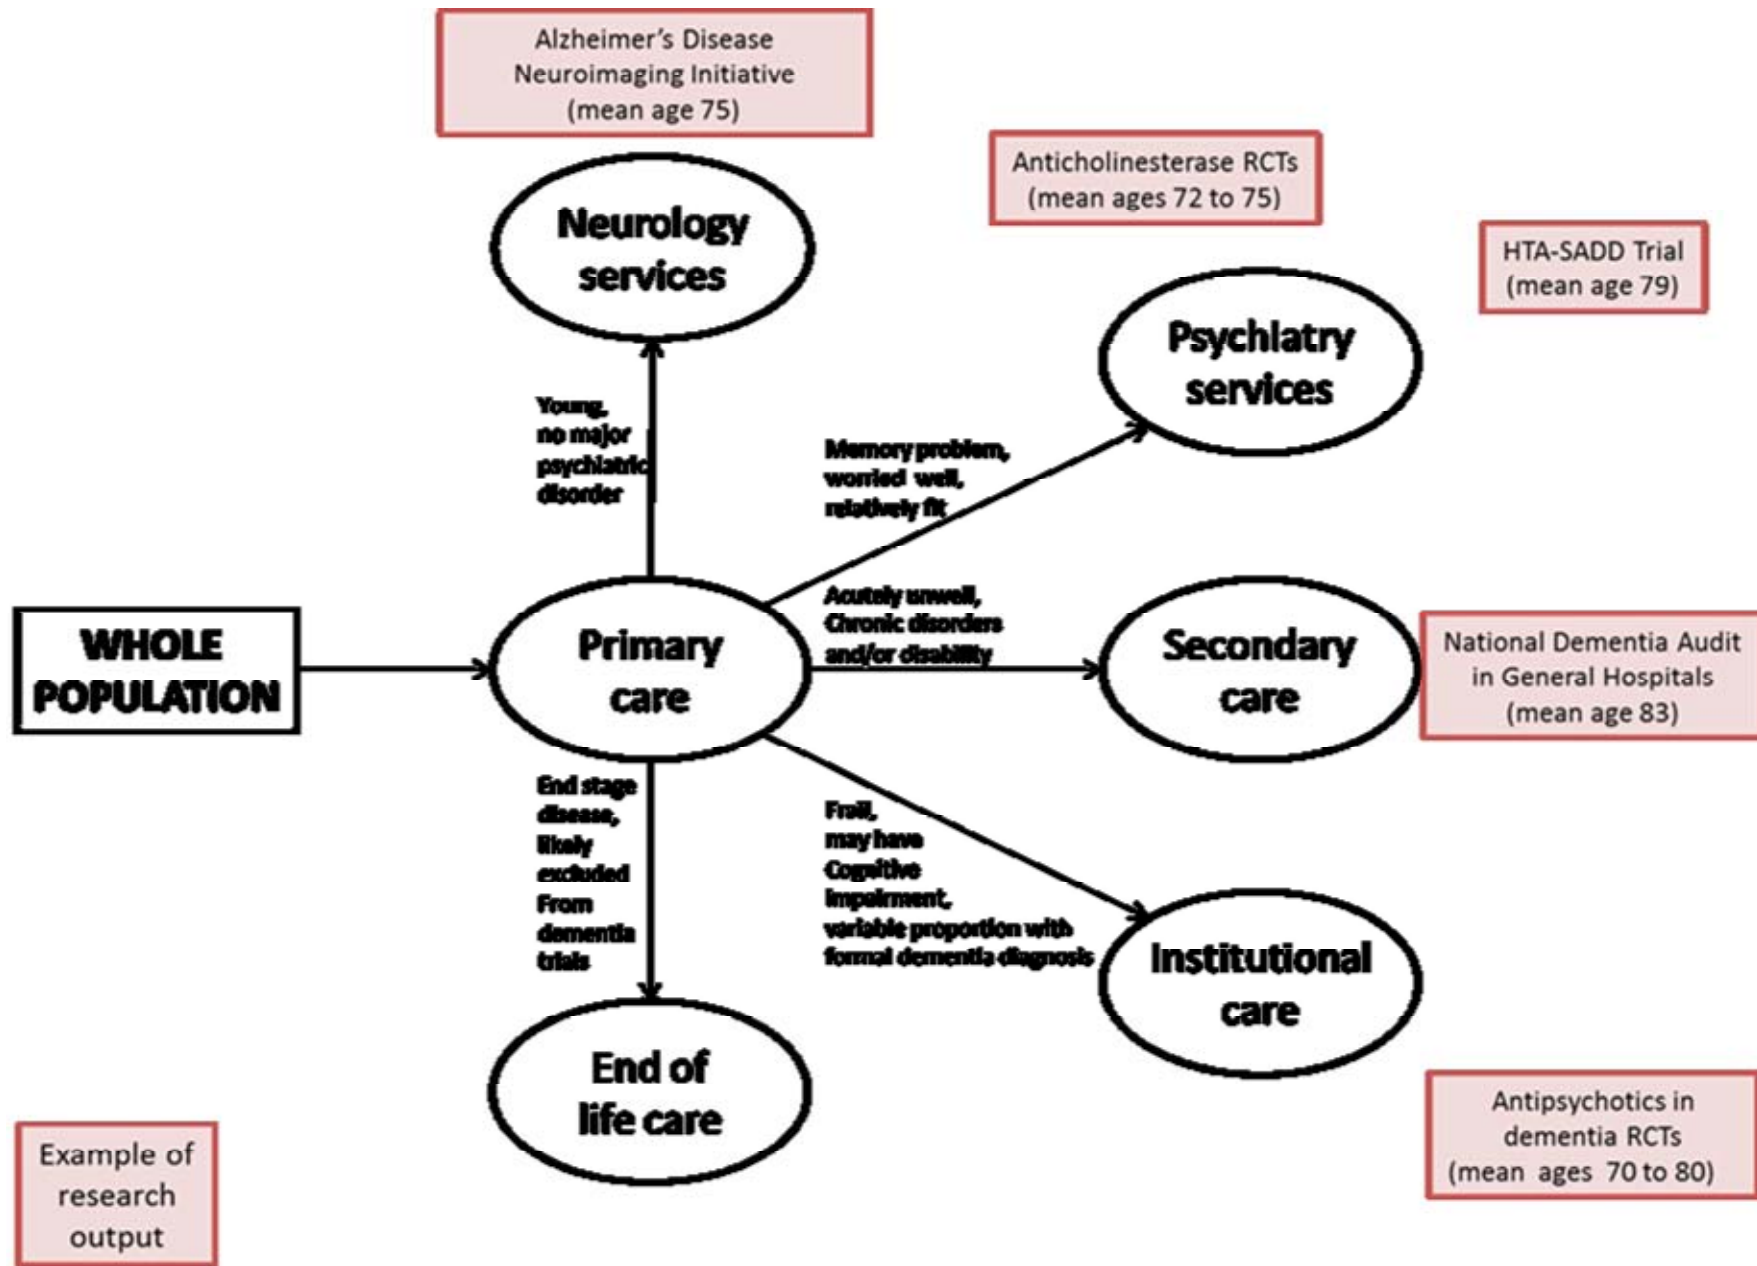 Alzheimer's Disease
Neuroimaging Initiative
(mean age 75)
Anticholinesterase RCTs
(mean ages 72 to 75)
HTA-SADD Trial
(mean age 79)
Neurology
services
Psychiatry
services
Young,
no major
psychiatric
disorder
Memory problem,
worried well,
relatively fit
WHOLE
POPULATION
Primary
care
Acutely unwell,
Chronic disorders
and/or disability
Secondary
care
National Dementia Audit
in General Hospitals
(mean age 83)
End stage
disease,
likely
excluded
From
dementia
trials
Frail,
may have
Cognitive
impairment,
variable proportion with
formal dementia diagnosis
Institutional
care
End of
life care
Antipsychotics in
dementia RCTs
(mean ages 70 to 80)
Example of
research
output